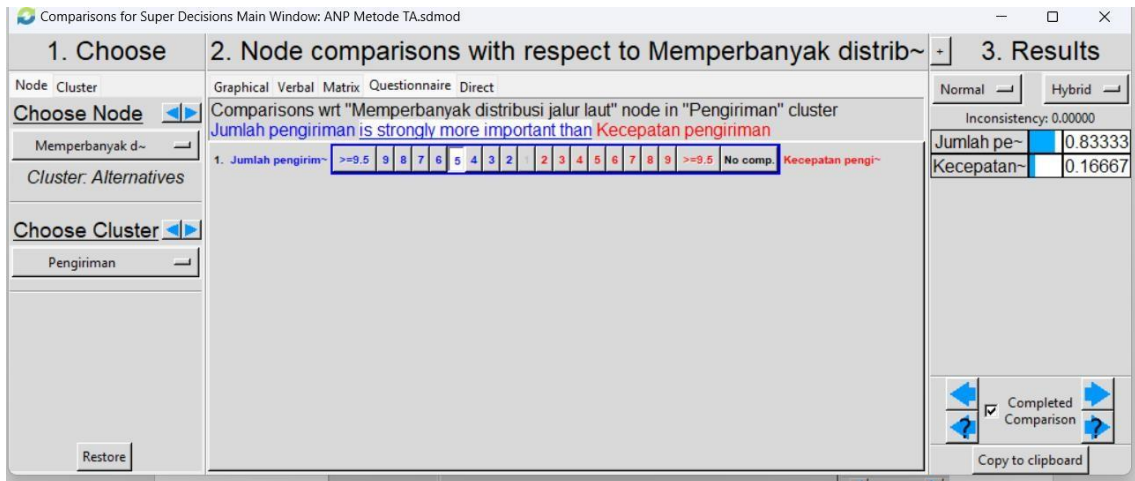 Comparisons for Super Decisions Main Window: ANP Metode TA.sdmod
1. Choose
Node Cluster
Choose Node
Memperbanyak d~
Cluster: Alternatives
Choose Cluster
Pengiriman
Restore
2. Node comparisons with respect to Memperbanyak distrib~
Graphical Verbal Matrix Questionnaire Direct
Comparisons wrt "Memperbanyak distribusi jalur laut" node in "Pengiriman" cluster
Jumlah pengiriman is strongly more important than Kecepatan pengiriman
1. Jumlah pengirim~ >=9.5 9 8 7 6 5 4 3 2 1 2 3 4 5 6 7 8 9 >=9.5 No comp. Kecepatan pengi~
+ 3. Results
Normal Hybrid
Inconsistency: 0.00000
Jumlah pe~ 0.83333
Kecepatan~ 0.16667
Completed
Comparison
? ?
Copy to clipboard